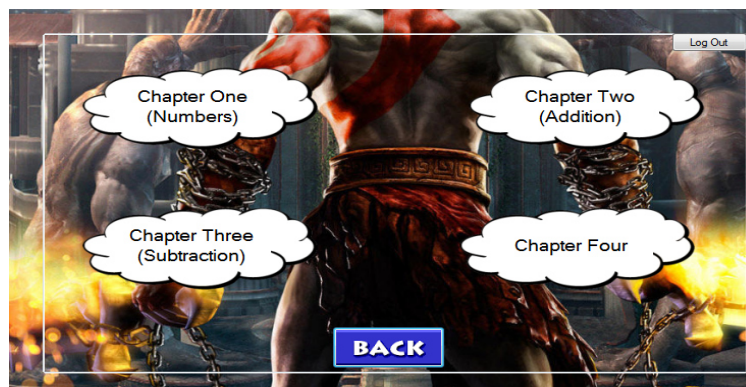 Log Out
Chapter One
(Numbers)
Chapter Two
(Addition)
Chapter Three
(Subtraction)
Chapter Four
BACK